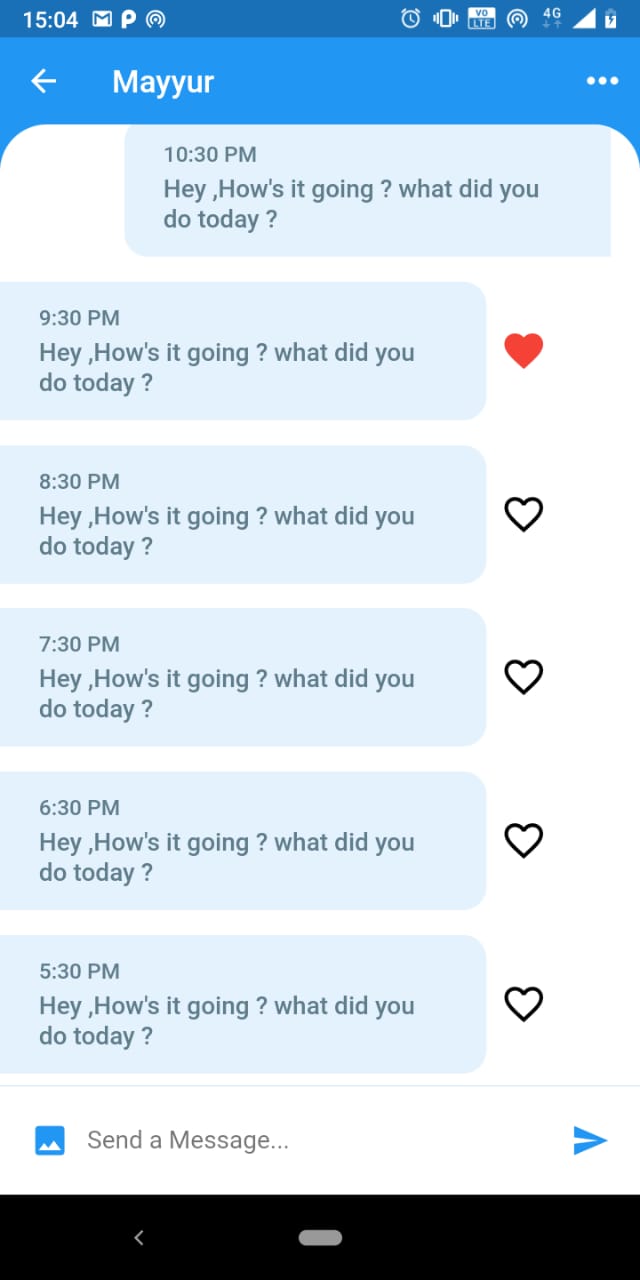 15:04
VO
LTE
4G
Mayyur
10:30 PM
Hey ,How's it going ? what did you
do today ?
9:30 PM
Hey ,How's it going ? what did you
do today ?
8:30 PM
Hey ,How's it going ? what did you
do today ?
7:30 PM
Hey ,How's it going ? what did you
do today ?
6:30 PM
Hey ,How's it going ? what did you
do today ?
5:30 PM
Hey ,How's it going ? what did you
do today ?
Send a Message...